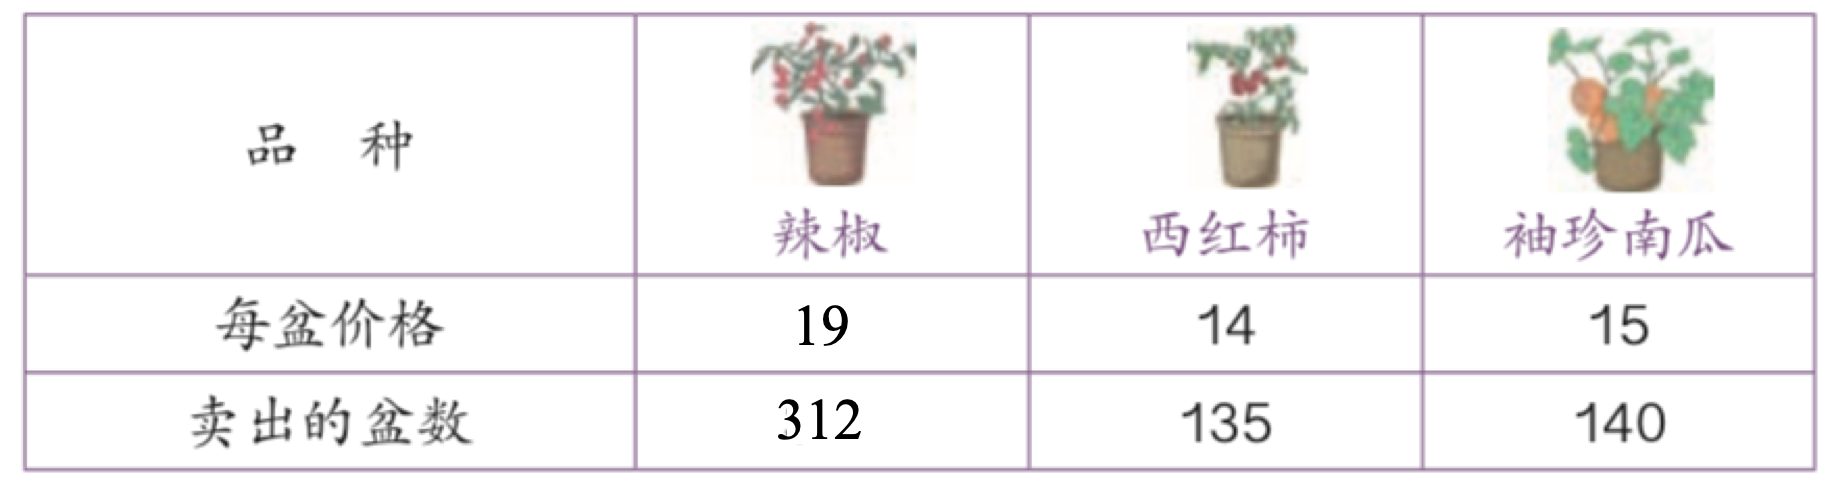 品 种 辣椒 西红柿 袖珍南瓜
每盆价格 19 14 15
卖出的盆数 312 135 140